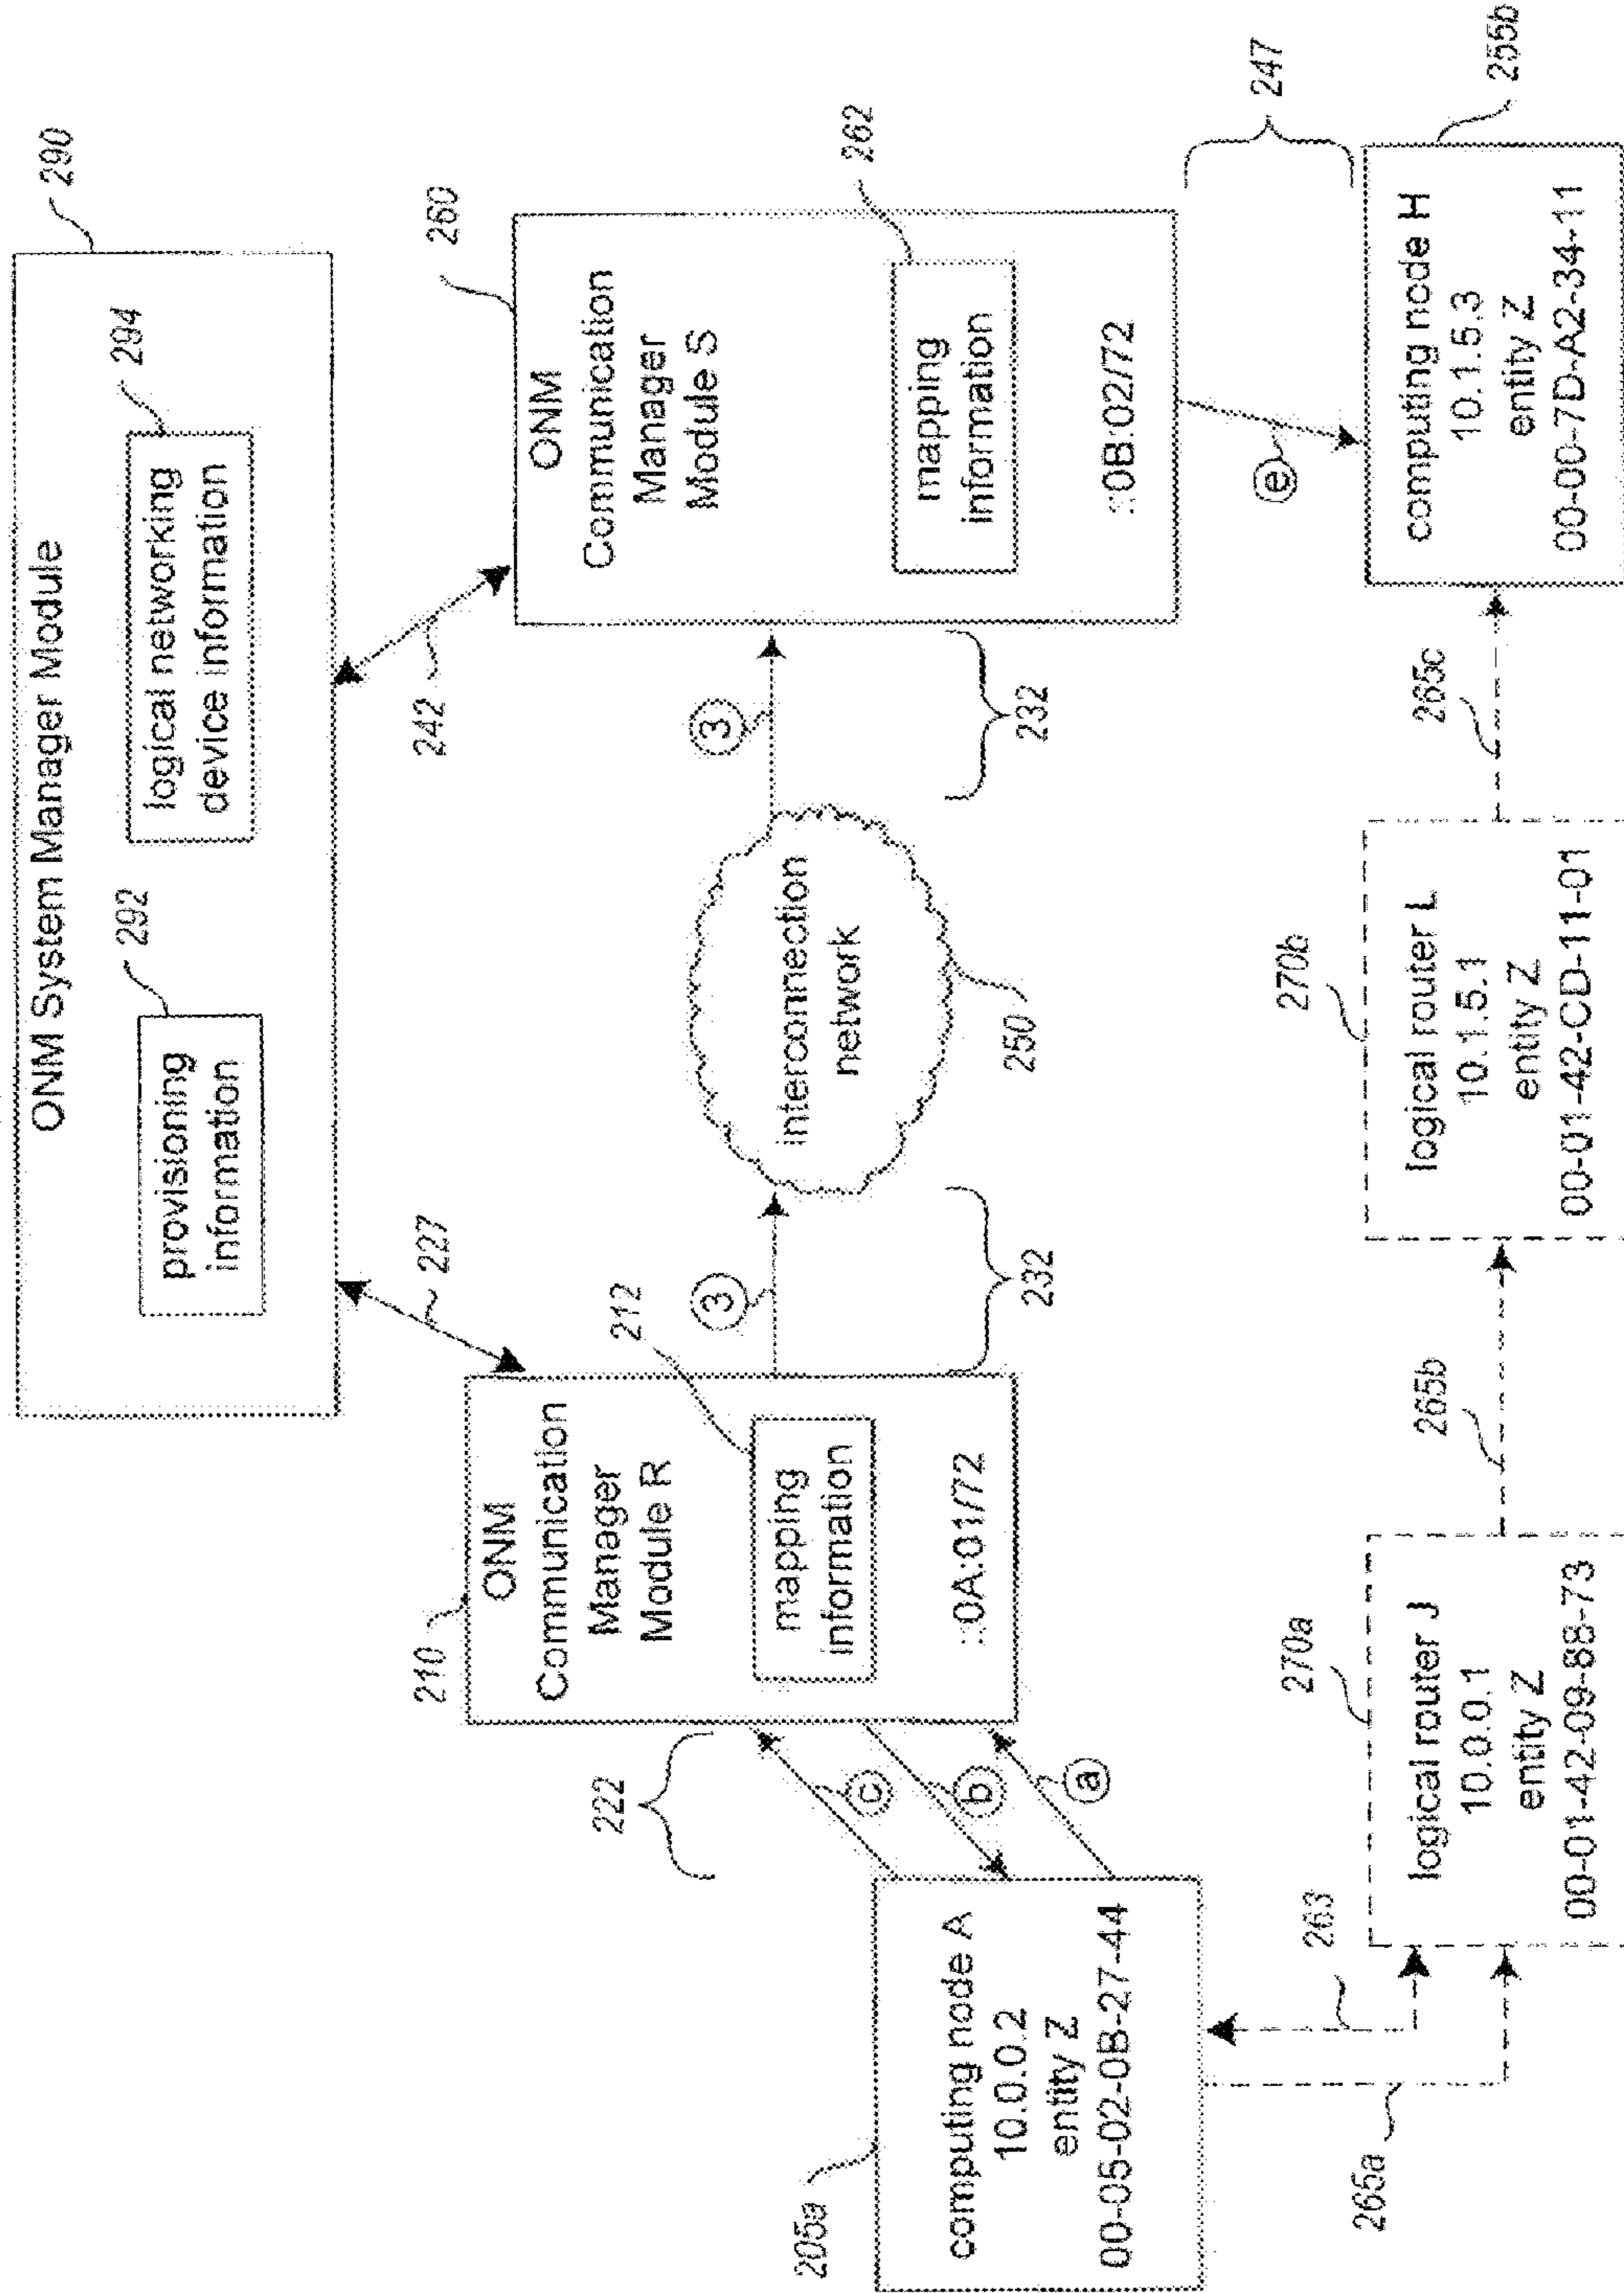 ONM System Manager Module
290
provisioning
information
292
logical networking
device information
294
227
242
210
ONM
Communication
Manager
Module R
mapping
information
212
::0A:01/72
260
ONM
Communication
Manager
Module S
mapping
information
262
::0B:02/72
3
232
interconnection
network
250
3
232
222
c
b
a
e
247
205a
computing node A
10.0.0.2
entity Z
00-05-02-0B-27-44
263
265a
270a
logical router J
10.0.0.1
entity Z
00-01-42-09-88-73
265b
270b
logical router L
10.1.5.1
entity Z
00-01-42-CD-11-01
265c
255b
computing node H
10.1.5.3
entity Z
00-00-7D-A2-34-11